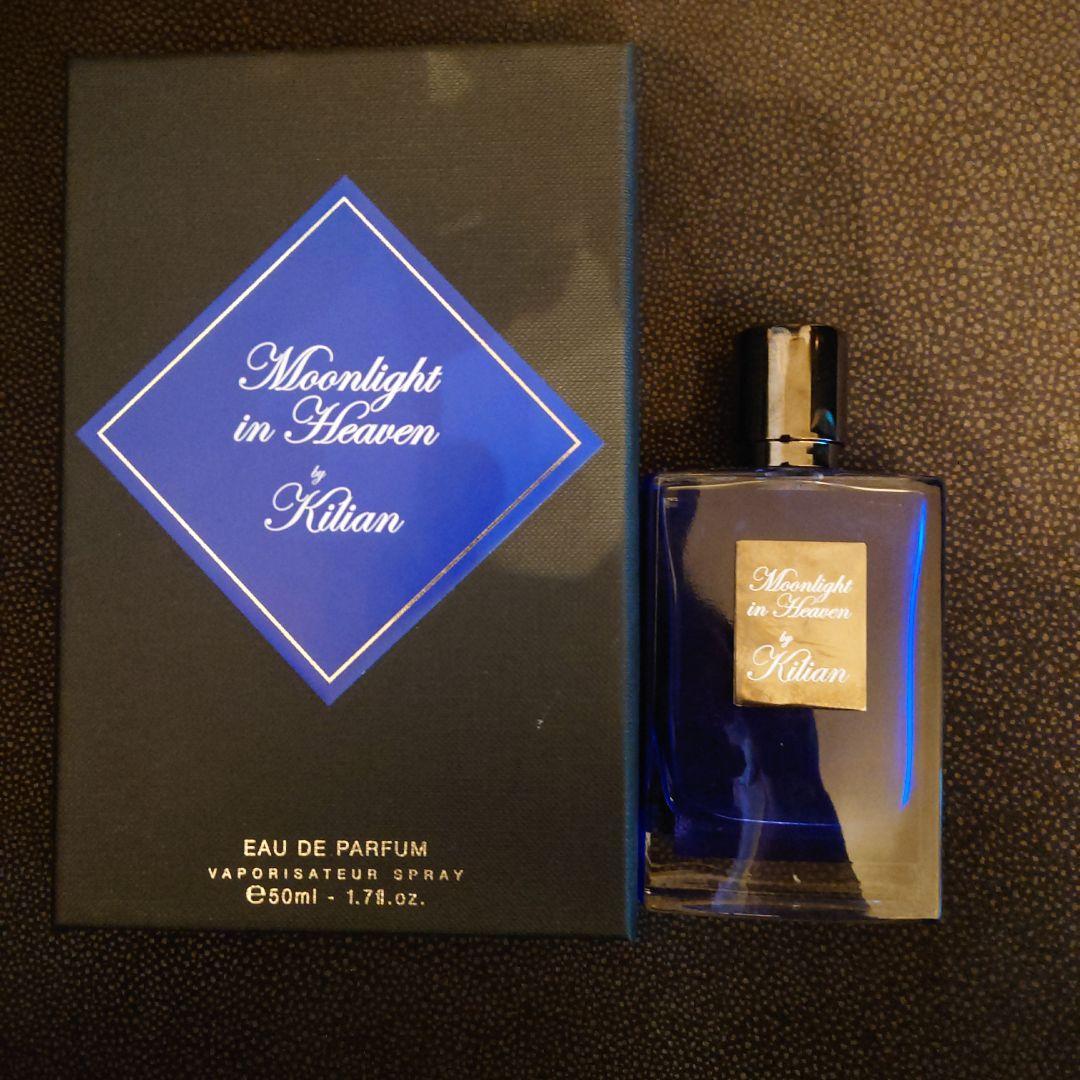 Moonlight
in Heaven
by
Kilian
EAU DE PARFUM
VAPORISATEUR SPRAY
℮50ml - 1.7fl.oz.
Moonlight
in Heaven
by
Kilian